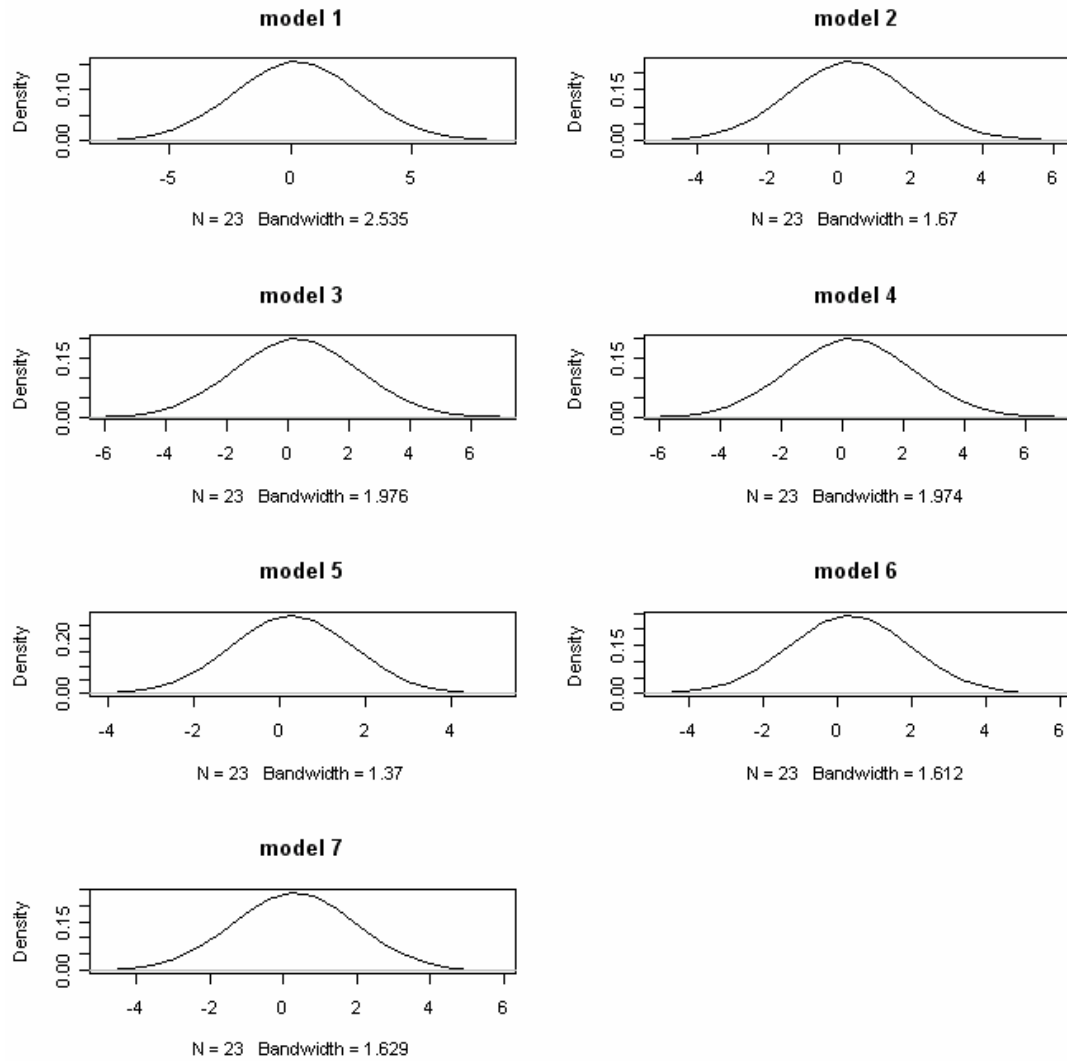 model 1
Density
0.00 0.10
-5 0 5
N = 23 Bandwidth = 2.535
model 2
Density
0.00 0.15
-4 -2 0 2 4 6
N = 23 Bandwidth = 1.67
model 3
Density
0.00 0.15
-6 -4 -2 0 2 4 6
N = 23 Bandwidth = 1.976
model 4
Density
0.00 0.15
-6 -4 -2 0 2 4 6
N = 23 Bandwidth = 1.974
model 5
Density
0.00 0.20
-4 -2 0 2 4
N = 23 Bandwidth = 1.37
model 6
Density
0.00 0.15
-4 -2 0 2 4 6
N = 23 Bandwidth = 1.612
model 7
Density
0.00 0.15
-4 -2 0 2 4 6
N = 23 Bandwidth = 1.629